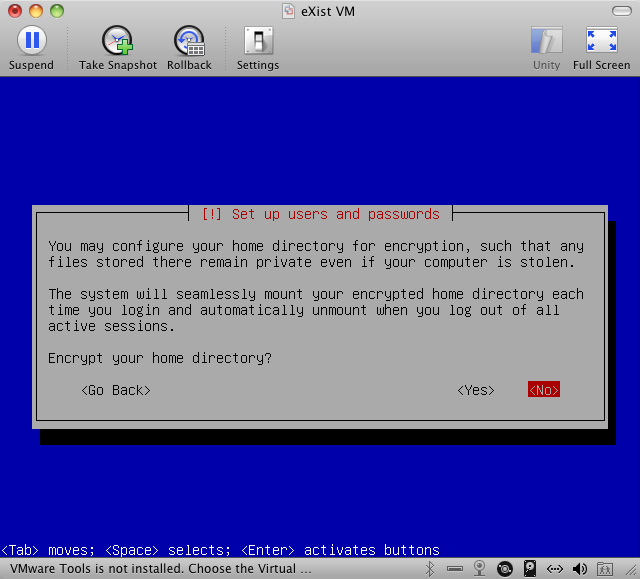 eXist VM
Suspend
Take Snapshot
Rollback
Settings
Unity
Full Screen
[!] Set up users and passwords
You may configure your home directory for encryption, such that any
files stored there remain private even if your computer is stolen.
The system will seamlessly mount your encrypted home directory each
time you login and automatically unmount when you log out of all
active sessions.
Encrypt your home directory?
<Go Back>
<Yes>
<No>
<Tab> moves; <Space> selects; <Enter> activates buttons
VMware Tools is not installed. Choose the Virtual ...